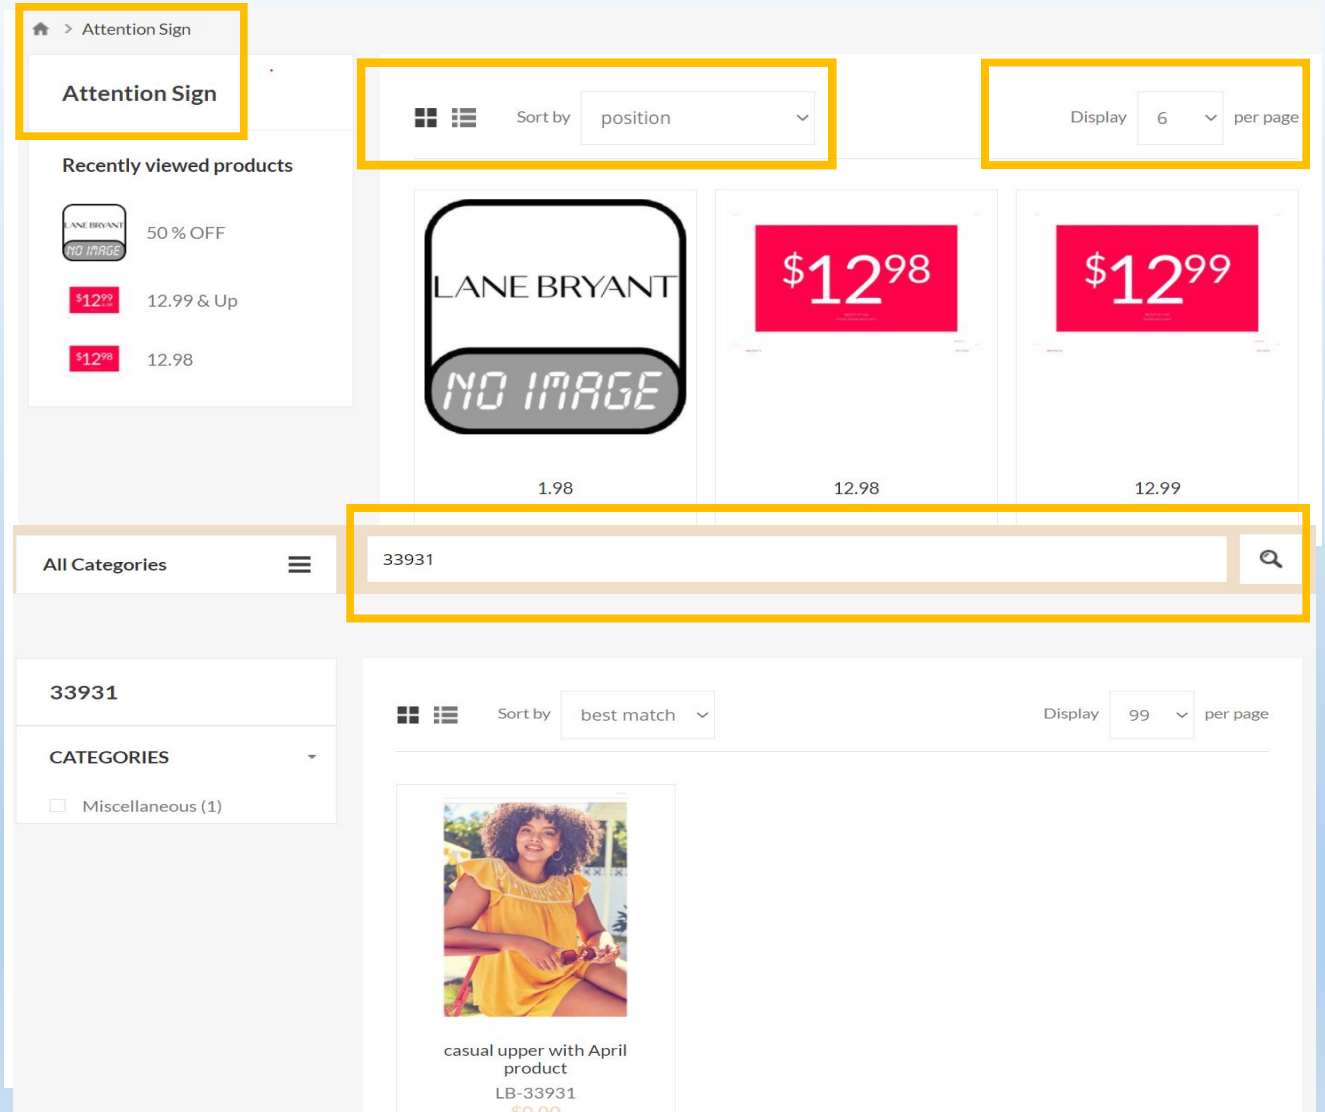 Attention Sign
Attention Sign
Recently viewed products
LANE BRYANT
NO IMAGE
50 % OFF
$12.99
12.99 & Up
$12.98
12.98
Sort by position
Display 6 per page
LANE BRYANT
NO IMAGE
1.98
$12 98
12.98
$12 99
12.99
All Categories
33931
33931
CATEGORIES
Miscellaneous (1)
Sort by best match
Display 99 per page
casual upper with April
product
LB-33931
$0.00